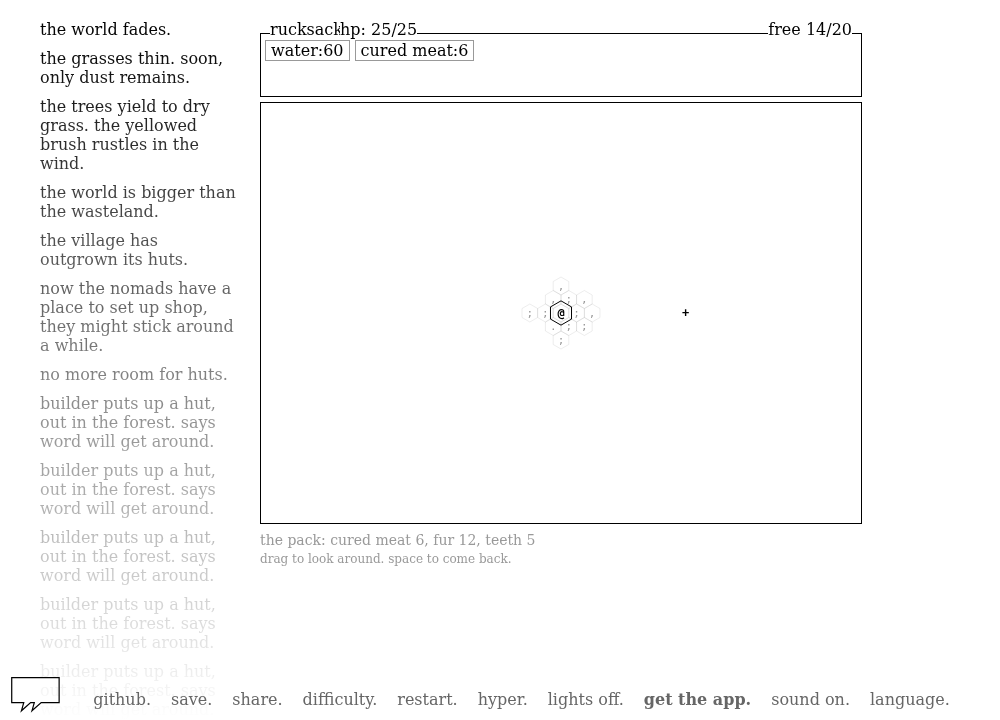 the world fades.
the grasses thin. soon,
only dust remains.
the trees yield to dry
grass. the yellowed
brush rustles in the
wind.
the world is bigger than
the wasteland.
the village has
outgrown its huts.
now the nomads have a
place to set up shop,
they might stick around
a while.
no more room for huts.
builder puts up a hut,
out in the forest. says
word will get around.
builder puts up a hut,
out in the forest. says
word will get around.
builder puts up a hut,
out in the forest. says
word will get around.
builder puts up a hut,
out in the forest. says
word will get around.
builder puts up a hut,
out in the forest. says
rucksack hp: 25/25 free 14/20
water:60 cured meat:6
@ +
the pack: cured meat 6, fur 12, teeth 5
drag to look around. space to come back.
github. save. share. difficulty. restart. hyper. lights off. get the app. sound on. language.